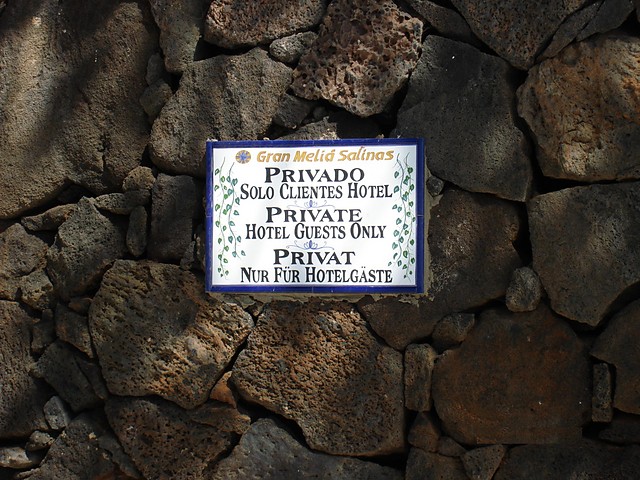 Gran Meliá Salinas
PRIVADO
SOLO CLIENTES HOTEL
PRIVATE
HOTEL GUESTS ONLY
PRIVAT
NUR FÜR HOTELGÄSTE